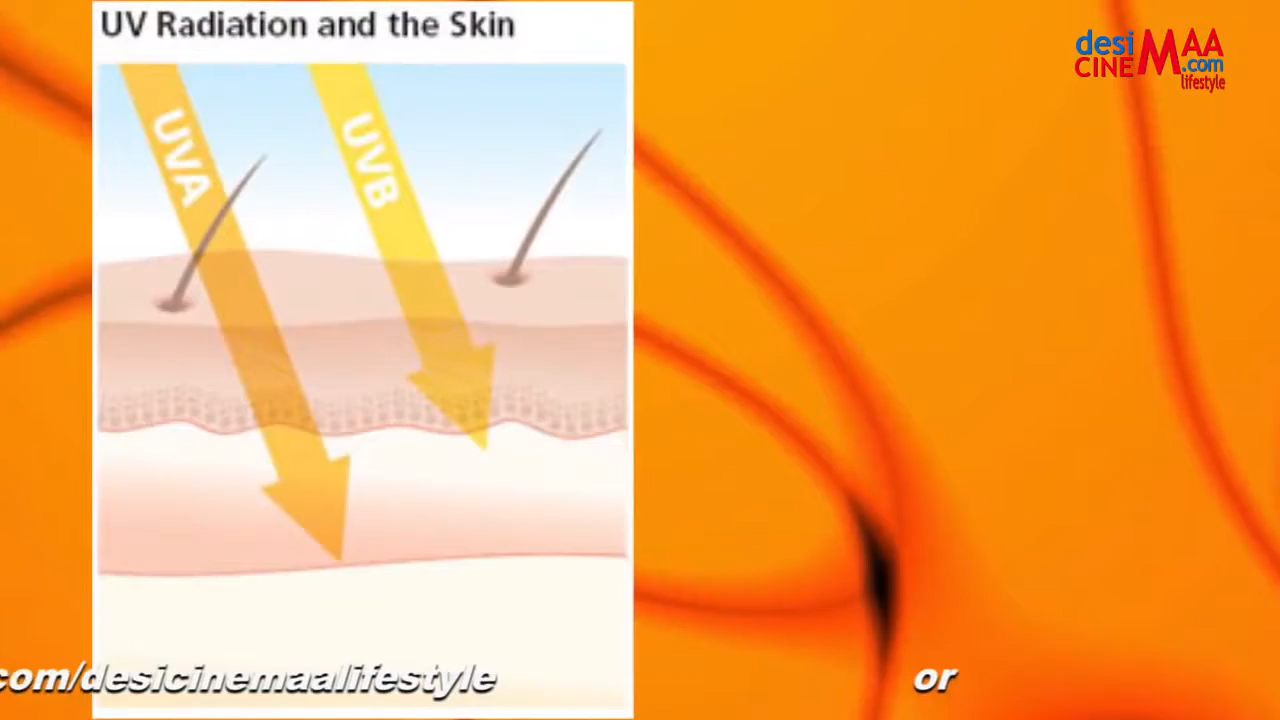 UV Radiation and the Skin
desi
CINEMAA
.com
lifestyle
UVA
UVB
com/desicinemaalifestyle
or